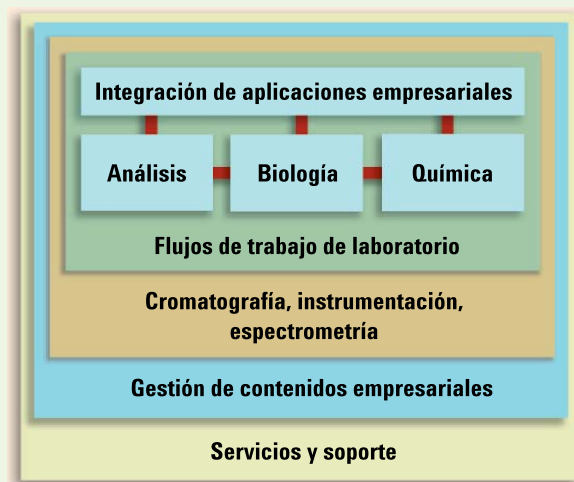 Integración de aplicaciones empresariales
Análisis
Biología
Química
Flujos de trabajo de laboratorio
Cromatografía, instrumentación,
espectrometría
Gestión de contenidos empresariales
Servicios y soporte